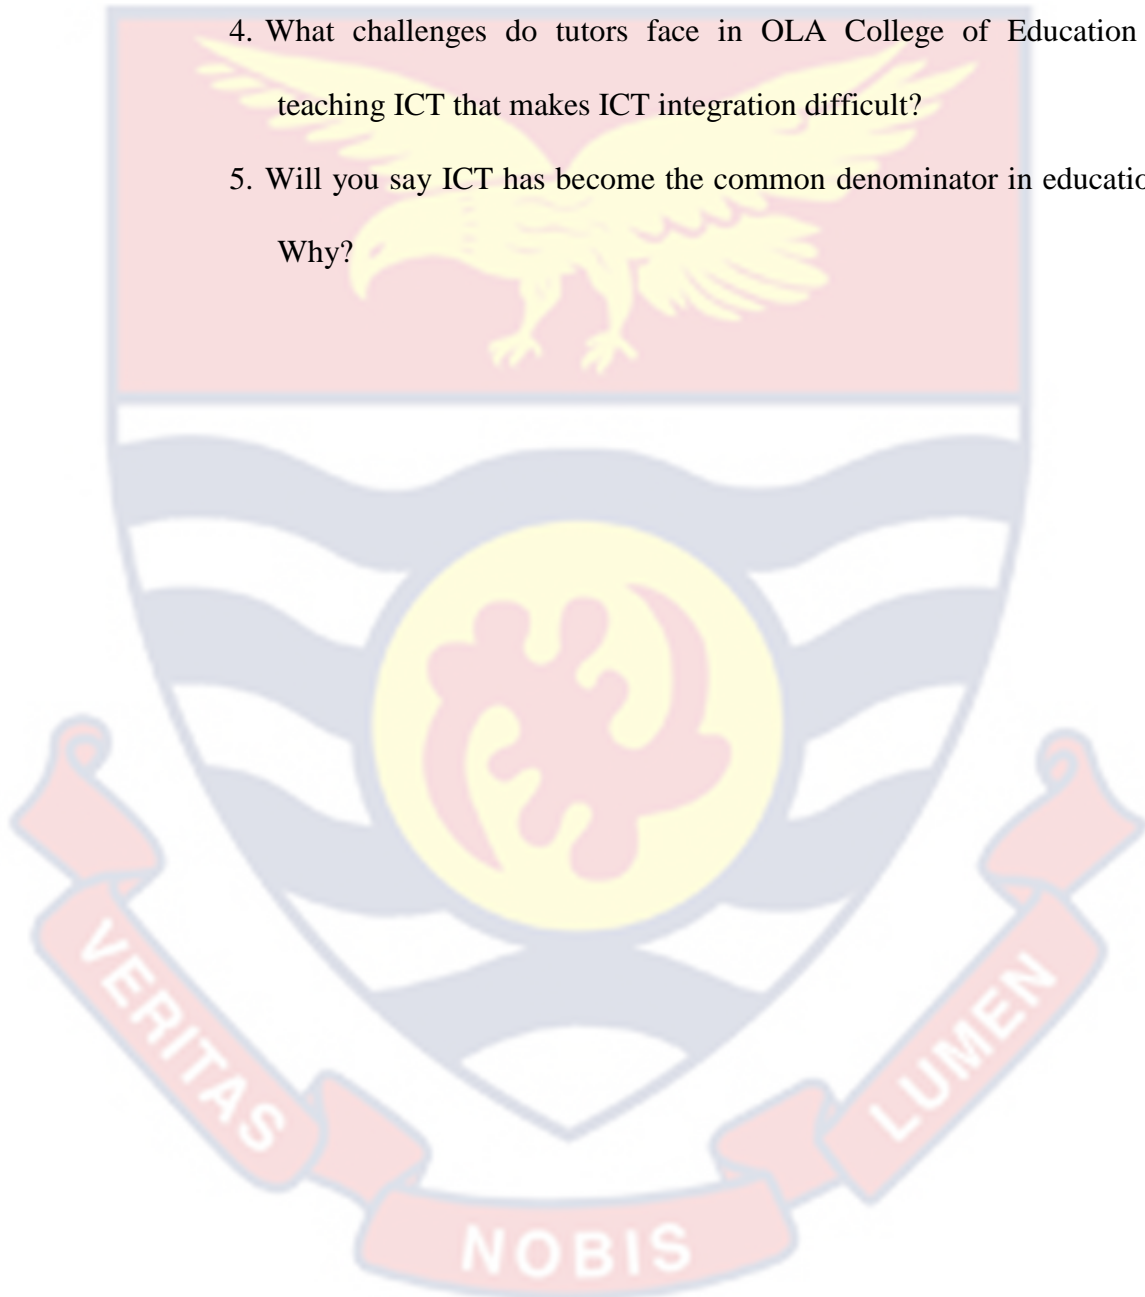 4. What challenges do tutors face in OLA College of Education
teaching ICT that makes ICT integration difficult?
5. Will you say ICT has become the common denominator in educatio
Why?
VERITAS
NOBIS
LUMEN